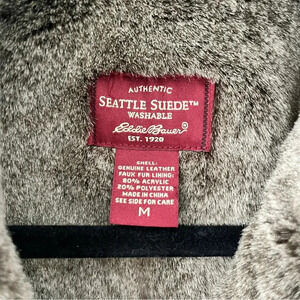 AUTHENTIC
SEATTLE SUEDE™
WASHABLE
Eddie Bauer®
EST. 1920
SHELL:
GENUINE LEATHER
FAUX FUR LINING:
80% ACRYLIC
20% POLYESTER
MADE IN CHINA
SEE SIDE FOR CARE
M